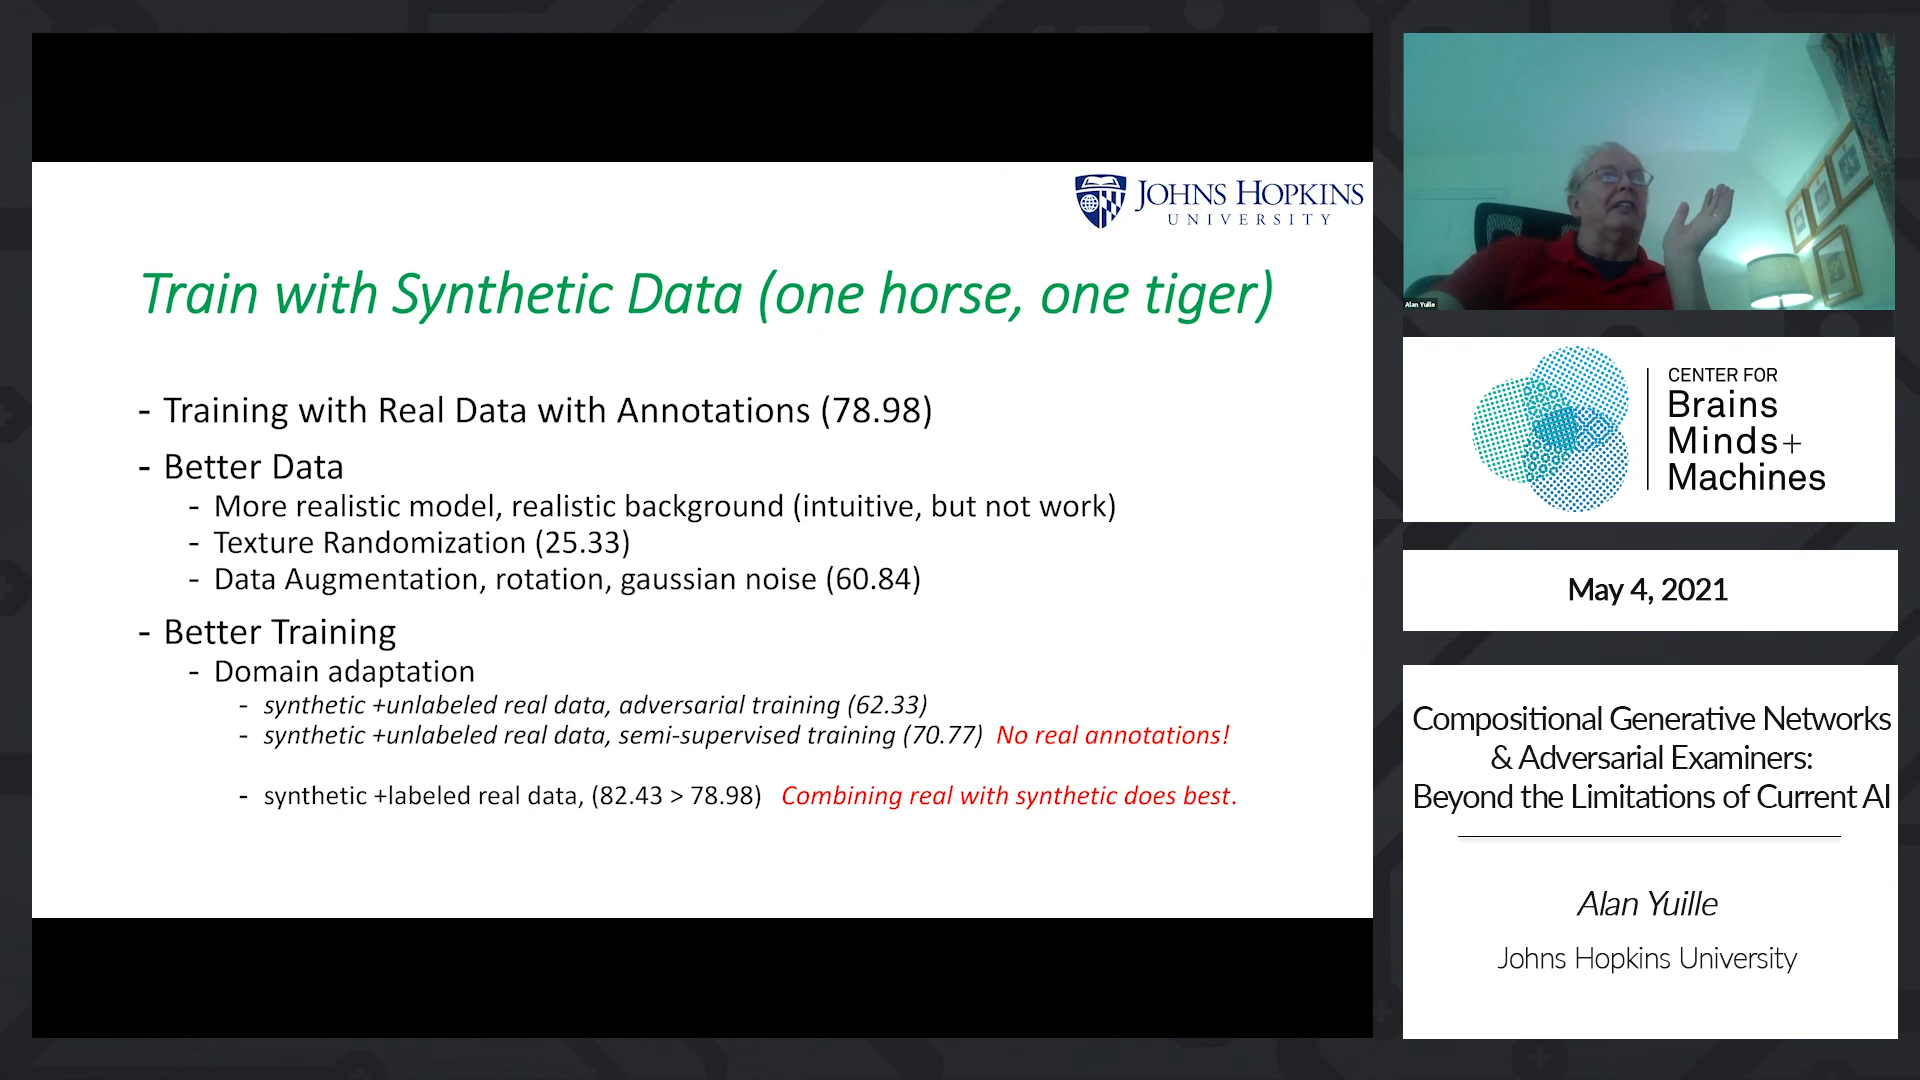 JOHNS HOPKINS
UNIVERSITY
Train with Synthetic Data (one horse, one tiger)
- Training with Real Data with Annotations (78.98)
- Better Data
- More realistic model, realistic background (intuitive, but not work)
- Texture Randomization (25.33)
- Data Augmentation, rotation, gaussian noise (60.84)
- Better Training
- Domain adaptation
- synthetic +unlabeled real data, adversarial training (62.33)
- synthetic +unlabeled real data, semi-supervised training (70.77) No real annotations!
- synthetic +labeled real data, (82.43 > 78.98) Combining real with synthetic does best.
Alan Yuille
CENTER FOR
Brains
Minds+
Machines
May 4, 2021
Compositional Generative Networks
& Adversarial Examiners:
Beyond the Limitations of Current AI
Alan Yuille
Johns Hopkins University